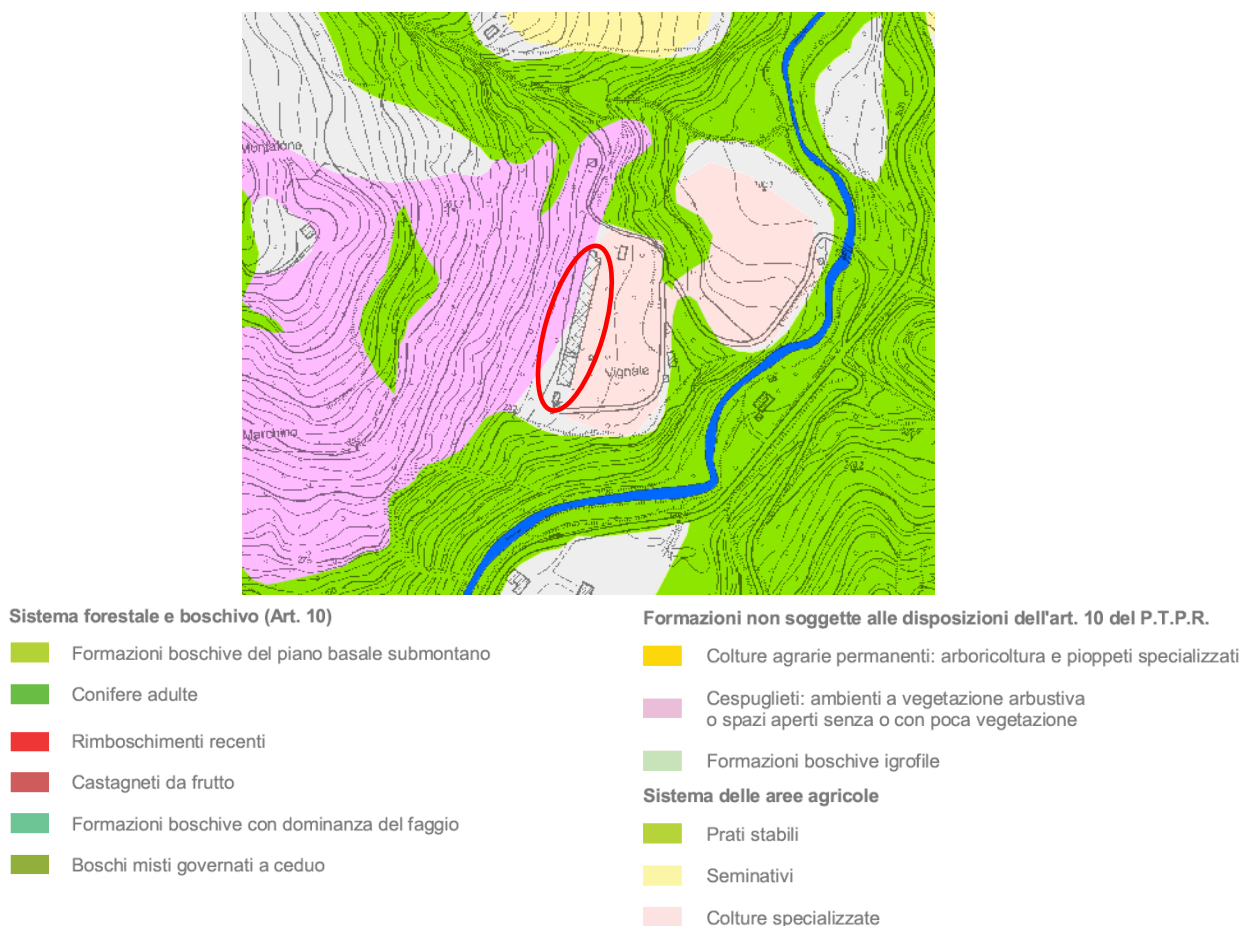 Montalone
Vignale
Marchino
Sistema forestale e boschivo (Art. 10)
Formazioni boschive del piano basale submontano
Conifere adulte
Rimboschimenti recenti
Castagneti da frutto
Formazioni boschive con dominanza del faggio
Boschi misti governati a ceduo
Formazioni non soggette alle disposizioni dell'art. 10 del P.T.P.R.
Colture agrarie permanenti: arboricoltura e pioppeti specializzati
Cespuglieti: ambienti a vegetazione arbustiva
o spazi aperti senza o con poca vegetazione
Formazioni boschive igrofile
Sistema delle aree agricole
Prati stabili
Seminativi
Colture specializzate